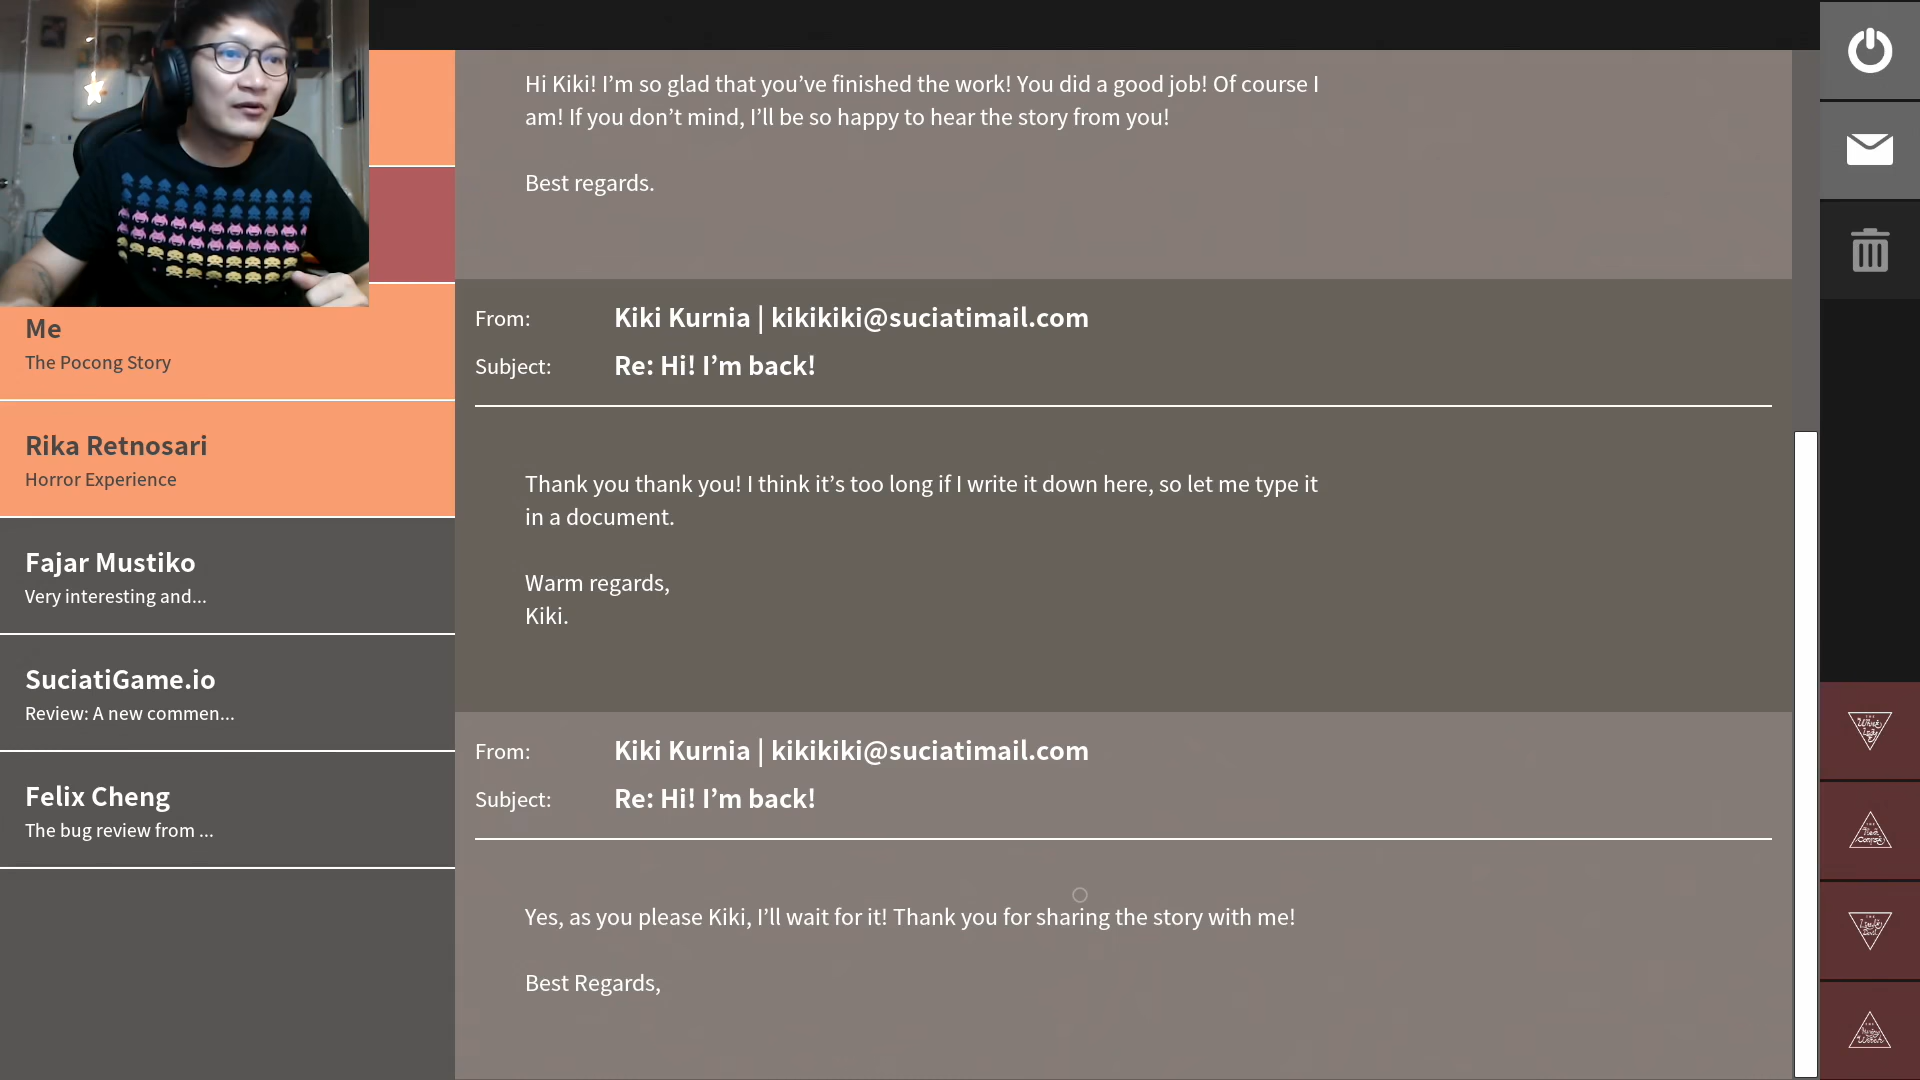 Me
The Pocong Story
Rika Retnosari
Horror Experience
Fajar Mustiko
Very interesting and...
SuciatiGame.io
Review: A new commen...
Felix Cheng
The bug review from ...
Hi Kiki! I’m so glad that you’ve finished the work! You did a good job! Of course I
am! If you don’t mind, I’ll be so happy to hear the story from you!
Best regards.
From: Kiki Kurnia | kikikiki@suciatimail.com
Subject: Re: Hi! I’m back!
Thank you thank you! I think it’s too long if I write it down here, so let me type it
in a document.
Warm regards,
Kiki.
From: Kiki Kurnia | kikikiki@suciatimail.com
Subject: Re: Hi! I’m back!
Yes, as you please Kiki, I’ll wait for it! Thank you for sharing the story with me!
Best Regards,